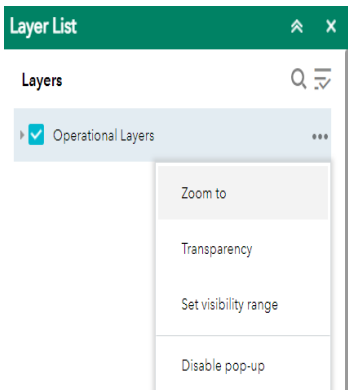 Layer List
Layers
Operational Layers
Zoom to
Transparency
Set visibility range
Disable pop-up